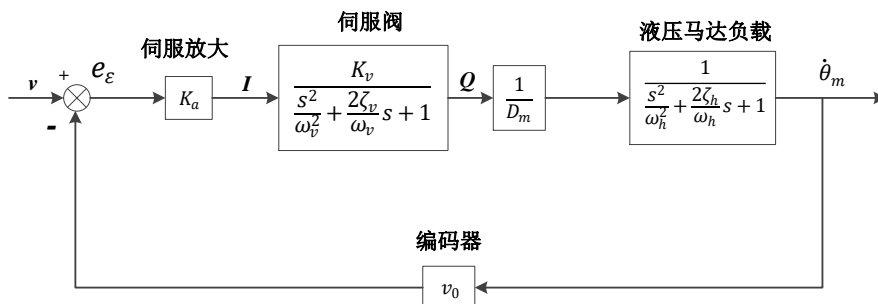 伺服放大
伺服阀
液压马达负载
v
+
-
e_ε
K_a
I
K_v
s²/ω_v² + 2ζ_v/ω_v s + 1
Q
1
D_m
1
s²/ω_h² + 2ζ_h/ω_h s + 1
θ̇_m
编码器
v_0